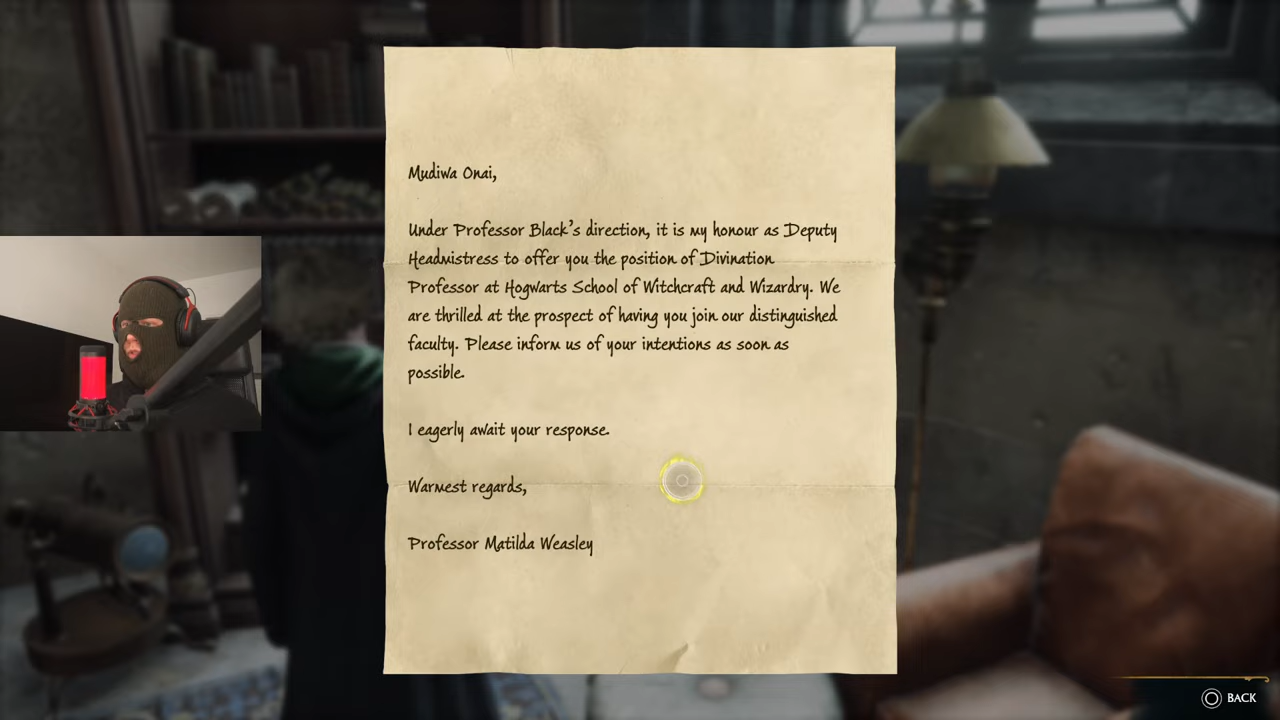 Mudiwa Onai,
Under Professor Black's direction, it is my honour as Deputy
Headmistress to offer you the position of Divination
Professor at Hogwarts School of Witchcraft and Wizardry. We
are thrilled at the prospect of having you join our distinguished
faculty. Please inform us of your intentions as soon as
possible.
I eagerly await your response.
Warmest regards,
Professor Matilda Weasley
BACK